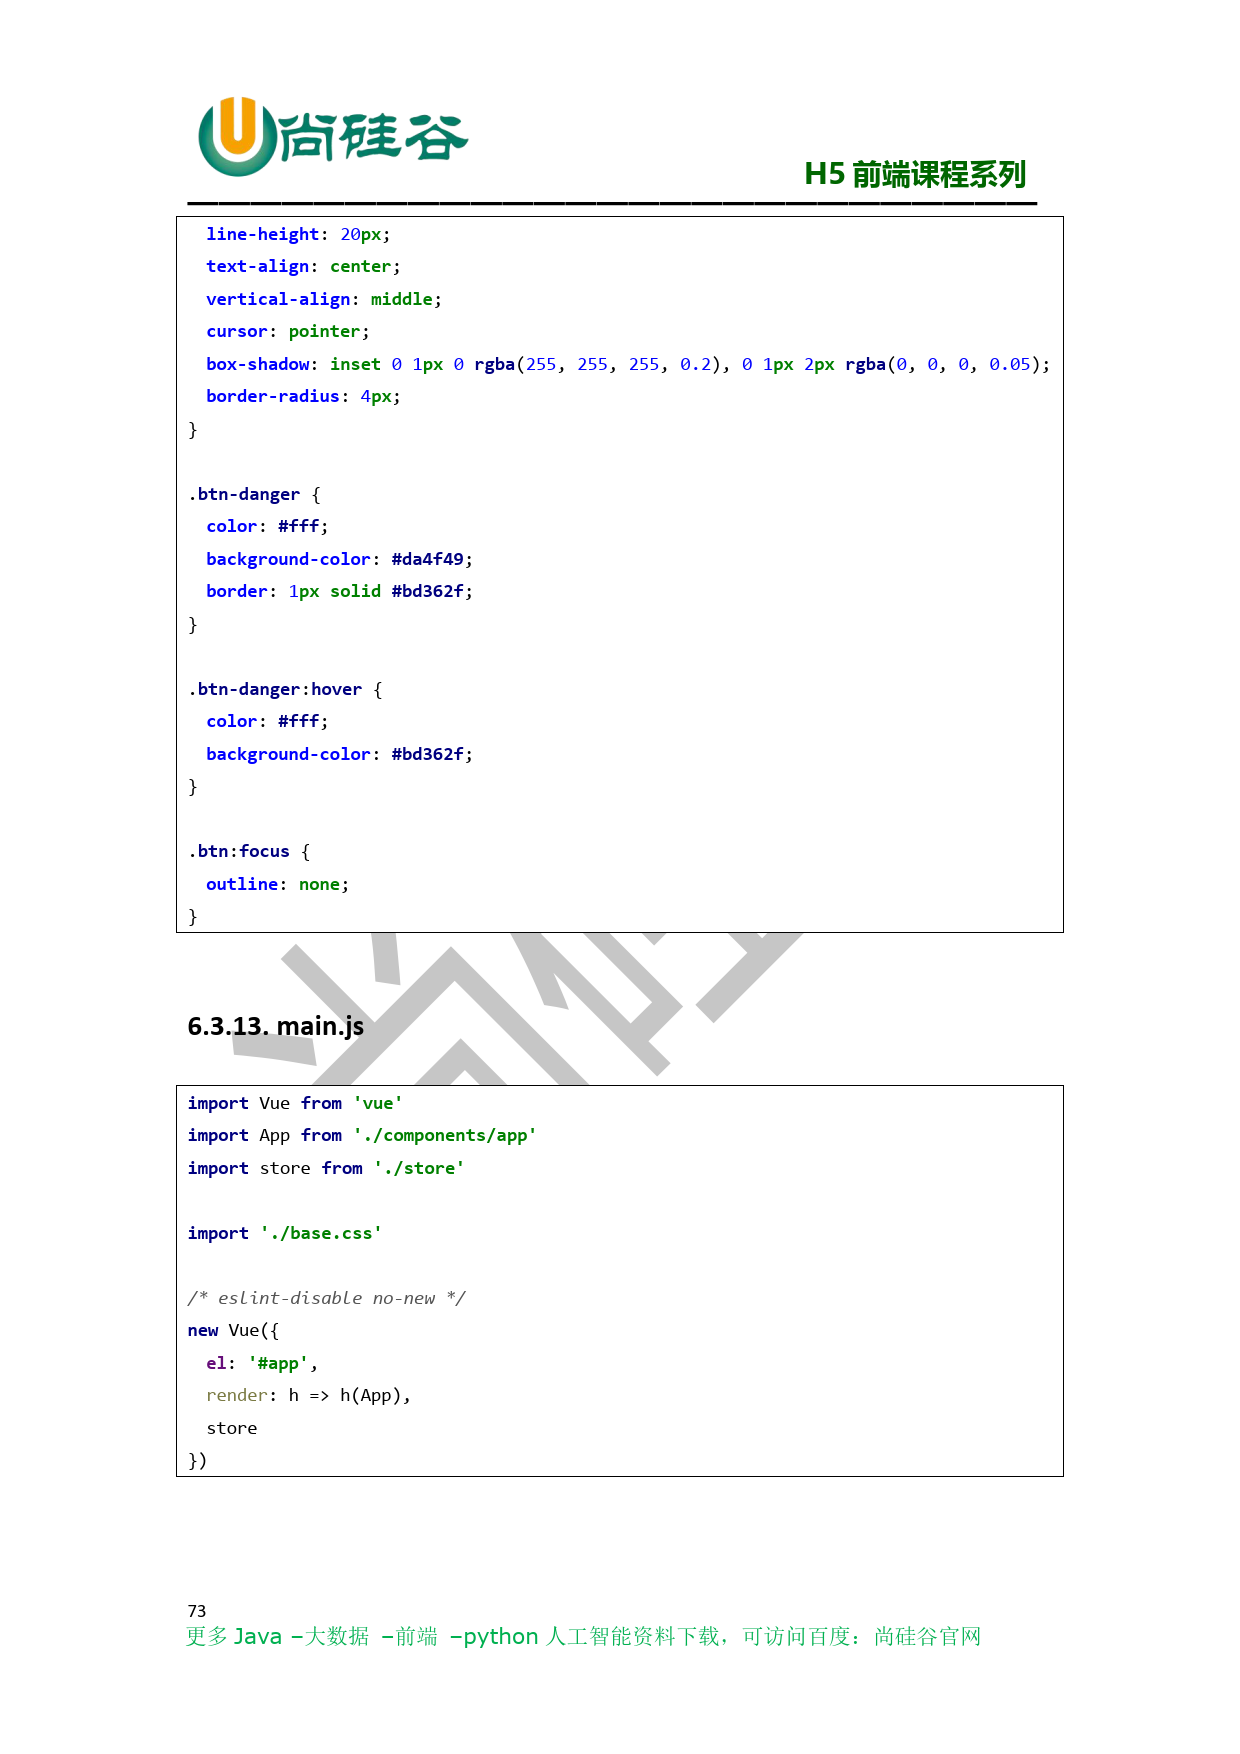 尚硅谷
H5 前端课程系列
line-height: 20px;
text-align: center;
vertical-align: middle;
cursor: pointer;
box-shadow: inset 0 1px 0 rgba(255, 255, 255, 0.2), 0 1px 2px rgba(0, 0, 0, 0.05);
border-radius: 4px;
}
.btn-danger {
color: #fff;
background-color: #da4f49;
border: 1px solid #bd362f;
}
.btn-danger:hover {
color: #fff;
background-color: #bd362f;
}
.btn:focus {
outline: none;
}
6.3.13. main.js
import Vue from 'vue'
import App from './components/app'
import store from './store'
import './base.css'
/* eslint-disable no-new */
new Vue({
el: '#app',
render: h => h(App),
store
})
73
更多 Java –大数据 –前端 –python 人工智能资料下载，可访问百度：尚硅谷官网